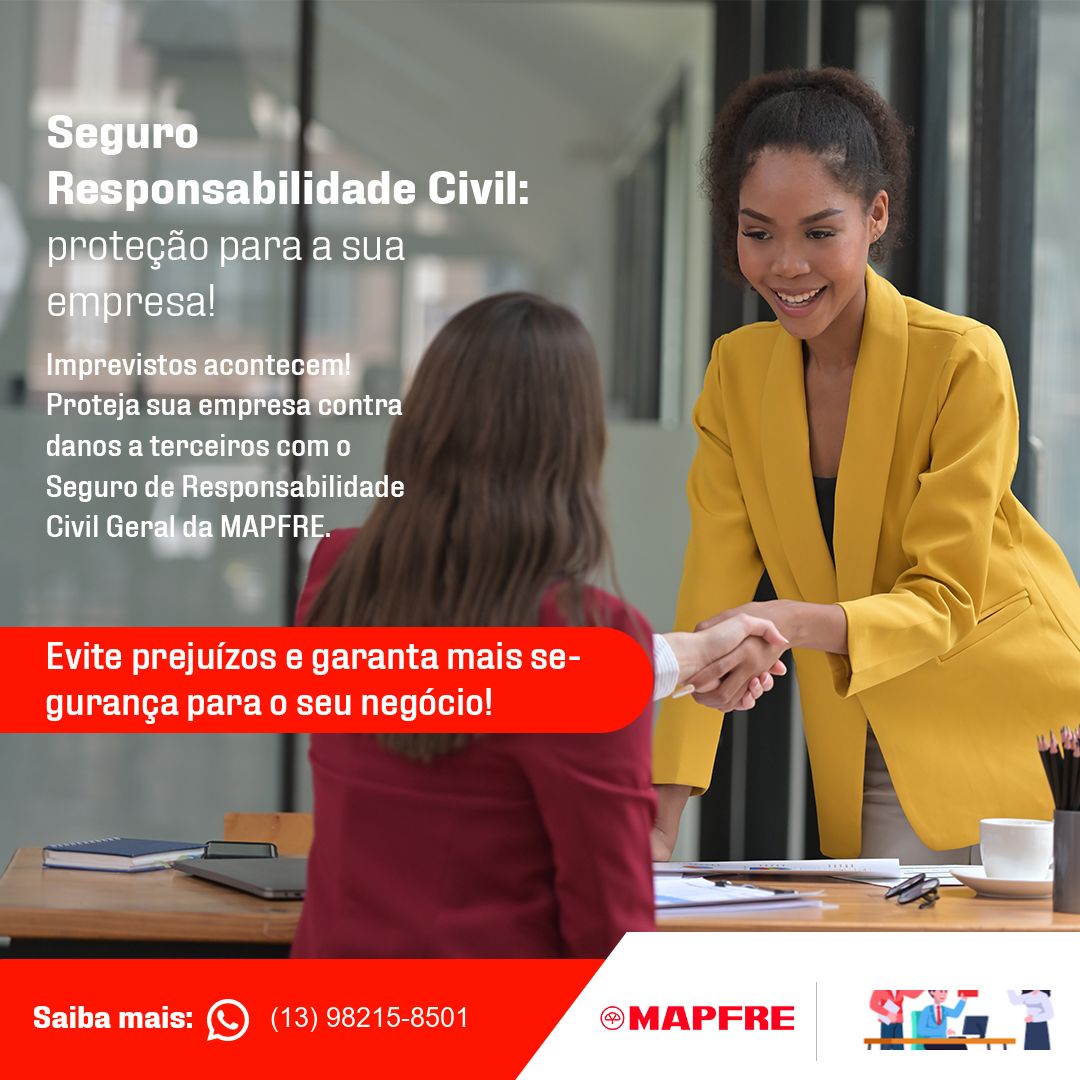 Seguro
Responsabilidade Civil:
proteção para a sua
empresa!
Imprevistos acontecem!
Proteja sua empresa contra
danos a terceiros com o
Seguro de Responsabilidade
Civil Geral da MAPFRE.
Evite prejuízos e garanta mais se-
gurança para o seu negócio!
Saiba mais: (13) 98215-8501
MAPFRE